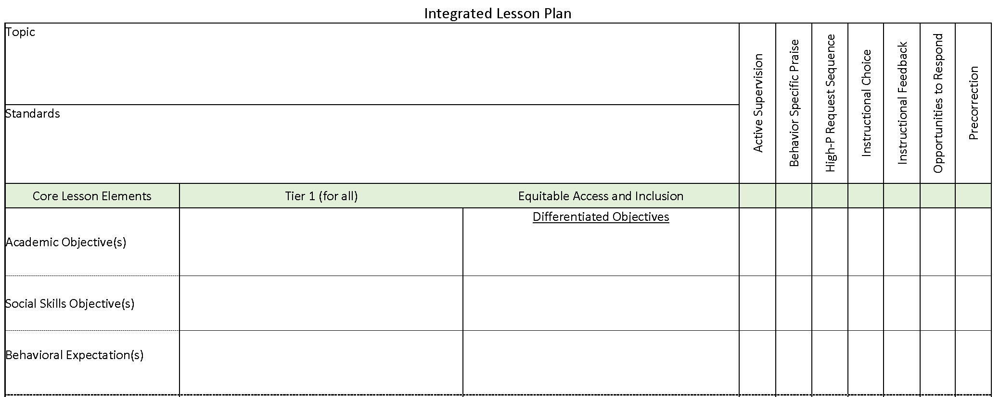 Integrated Lesson Plan
Topic
Standards
Active Supervision
Behavior Specific Praise
High-P Request Sequence
Instructional Choice
Instructional Feedback
Opportunities to Respond
Precorrection
Core Lesson Elements
Tier 1 (for all)
Equitable Access and Inclusion
Differentiated Objectives
Academic Objective(s)
Social Skills Objective(s)
Behavioral Expectation(s)